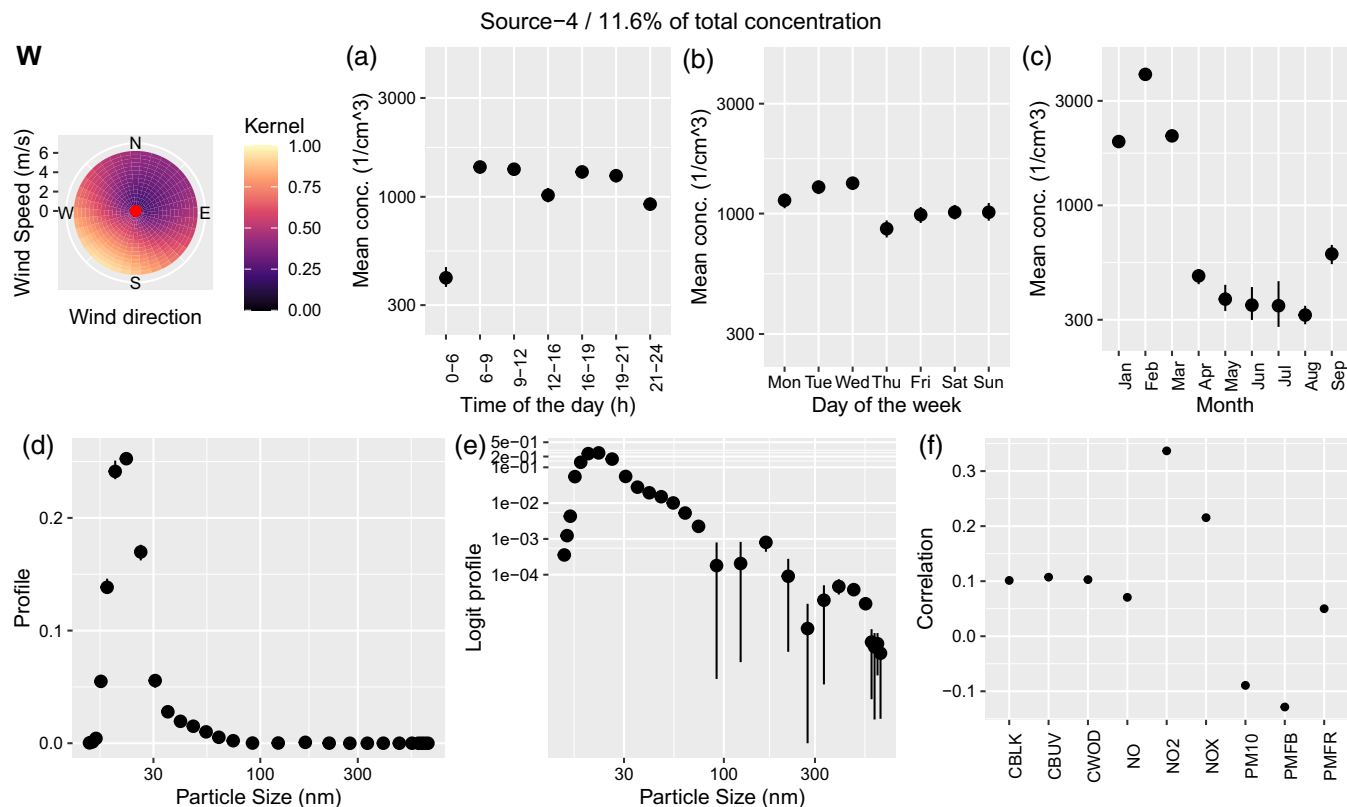 Source−4 / 11.6% of total concentration
W
Wind Speed (m/s)
6
4
2
0
N
W
E
S
Wind direction
Kernel
1.00
0.75
0.50
0.25
0.00
(a)
Mean conc. (1/cm^3)
3000
1000
300
0−6
6−9
9−12
12−16
16−19
19−21
21−24
Time of the day (h)
(b)
Mean conc. (1/cm^3)
3000
1000
300
Mon Tue Wed Thu Fri Sat Sun
Day of the week
(c)
Mean conc. (1/cm^3)
3000
1000
300
Jan
Feb
Mar
Apr
May
Jun
Jul
Aug
Sep
Month
(d)
Profile
0.2
0.1
0.0
30 100 300
Particle Size (nm)
(e)
Logit profile
5e−01
2e−01
1e−01
1e−02
1e−03
1e−04
30 100 300
Particle Size (nm)
(f)
Correlation
0.3
0.2
0.1
0.0
−0.1
CBLK
CBUV
CWOD
NO
NO2
NOX
PM10
PMFB
PMFR